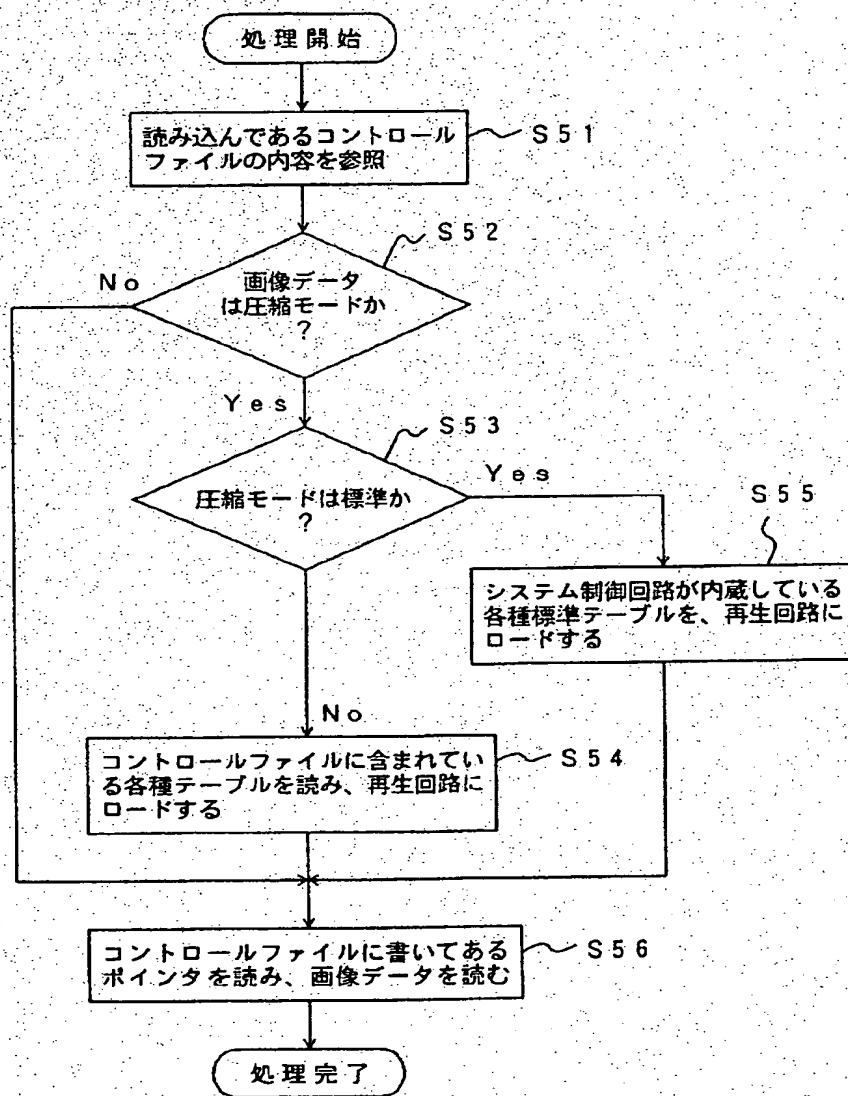 処理開始
読み込んであるコントロール
ファイルの内容を参照
S51
S52
画像データ
は圧縮モードか
?
No
Yes
S53
圧縮モードは標準か
?
Yes
S55
システム制御回路が内蔵している
各種標準テーブルを、再生回路に
ロードする
No
コントロールファイルに含まれてい
る各種テーブルを読み、再生回路に
ロードする
S54
コントロールファイルに書いてある
ポインタを読み、画像データを読む
S56
処理完了